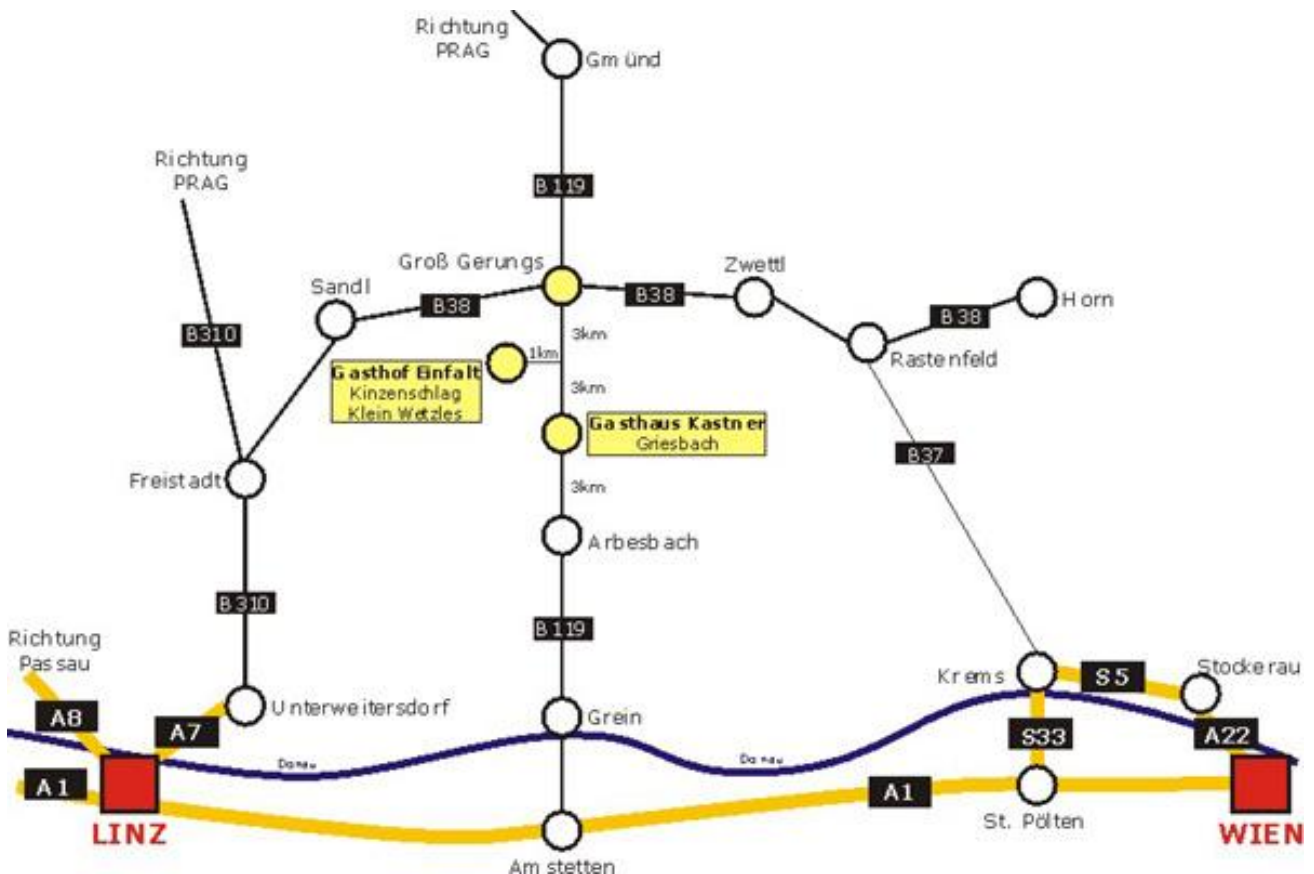 Richtung
PRAG
Gmünd
B119
Richtung
PRAG
B310
Groß Gerungs
Zwettl
Sandl
B38
B38
B38
Horn
Rastenfeld
3km
1km
3km
Gasthof Einfalt
Kinzenschlag
Klein Wetzles
Gasthaus Kastner
Griesbach
B37
Freistadt
3km
Arbesbach
B310
B119
Richtung
Passau
Krems
S5
Stockerau
A8
A7
Unterweitersdorf
Grein
S33
A22
Donau
Donau
A1
A1
LINZ
St. Pölten
WIEN
Amstetten